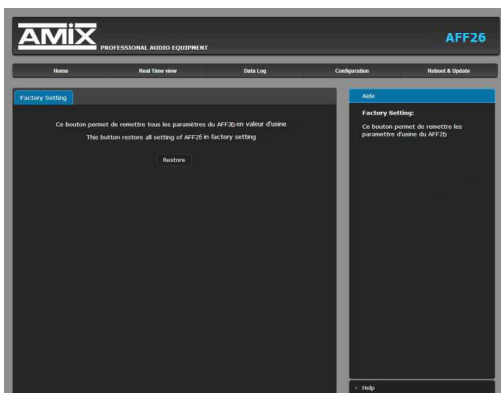 AMIX
PROFESSIONAL AUDIO EQUIPMENT
AFF26
Home Real Time view Data Log Configuration Reboot & Update
Factory Setting
Ce bouton permet de remettre tous les paramètres du AFF26 en valeur d'usine
This button restore all setting of AFF26 in factory setting
Restore
Aide
Factory Setting:
Ce bouton permet de remettre les
paramettre d'usine du AFF26
Help